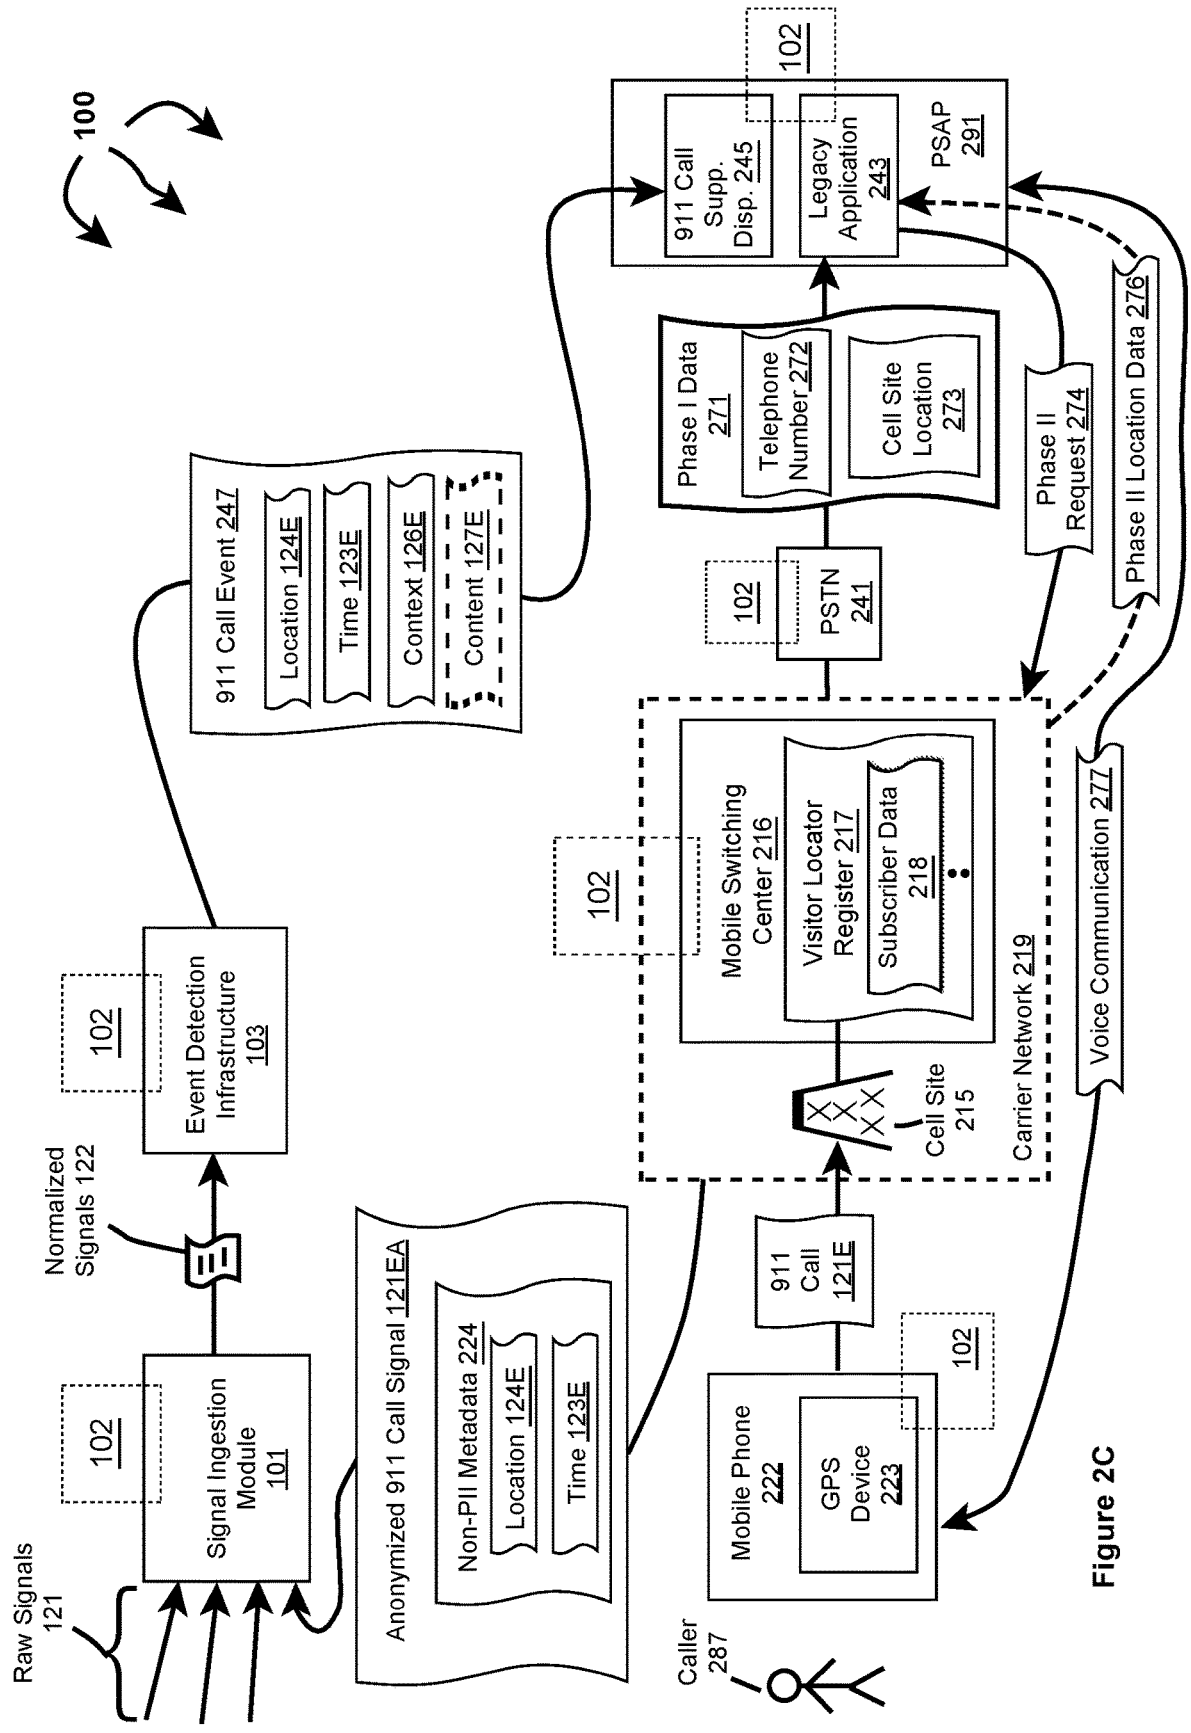 100
Raw Signals
121
102
Signal Ingestion
Module
101
Normalized
Signals 122
102
Event Detection
Infrastructure
103
911 Call Event 247
Location 124E
Time 123E
Context 126E
Content 127E
Anonymized 911 Call Signal 121EA
Non-PII Metadata 224
Location 124E
Time 123E
Caller
287
Mobile Phone
222
GPS
Device
223
102
911
Call
121E
Cell Site
215
Carrier Network 219
102
Mobile Switching
Center 216
Visitor Locator
Register 217
Subscriber Data
218
102
PSTN
241
Phase I Data
271
Telephone
Number 272
Cell Site
Location
273
911 Call
Supp.
Disp. 245
102
Legacy
Application
243
PSAP
291
Phase II
Request 274
Phase II Location Data 276
Voice Communication 277
Figure 2C